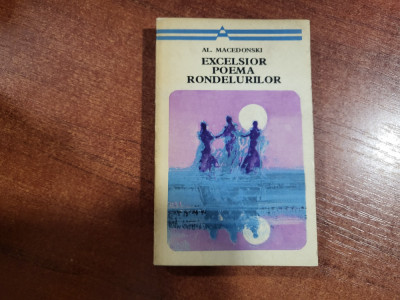 AL. MACEDONSKI
EXCELSIOR
POEMA
RONDELURILOR